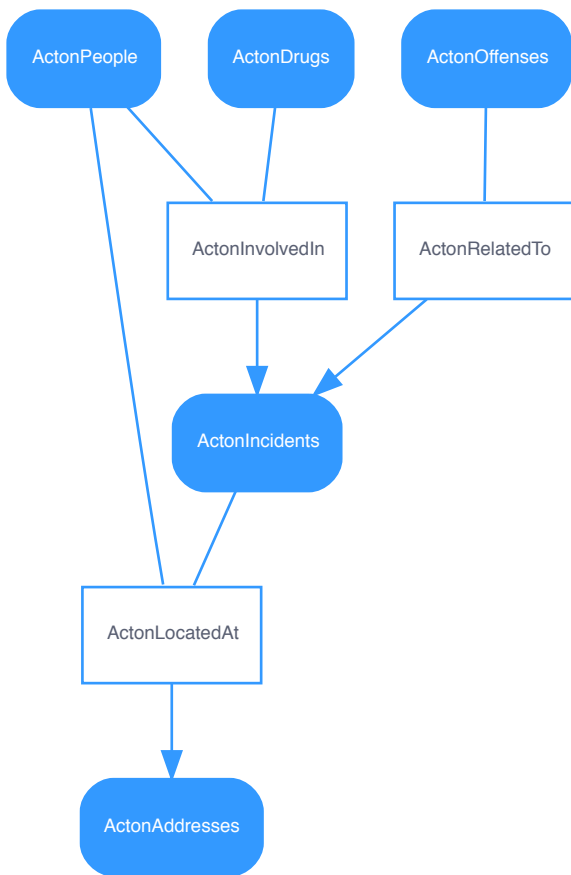 ActonPeople
ActonDrugs
ActonOffenses
ActonInvolvedIn
ActonRelatedTo
ActonIncidents
ActonLocatedAt
ActonAddresses